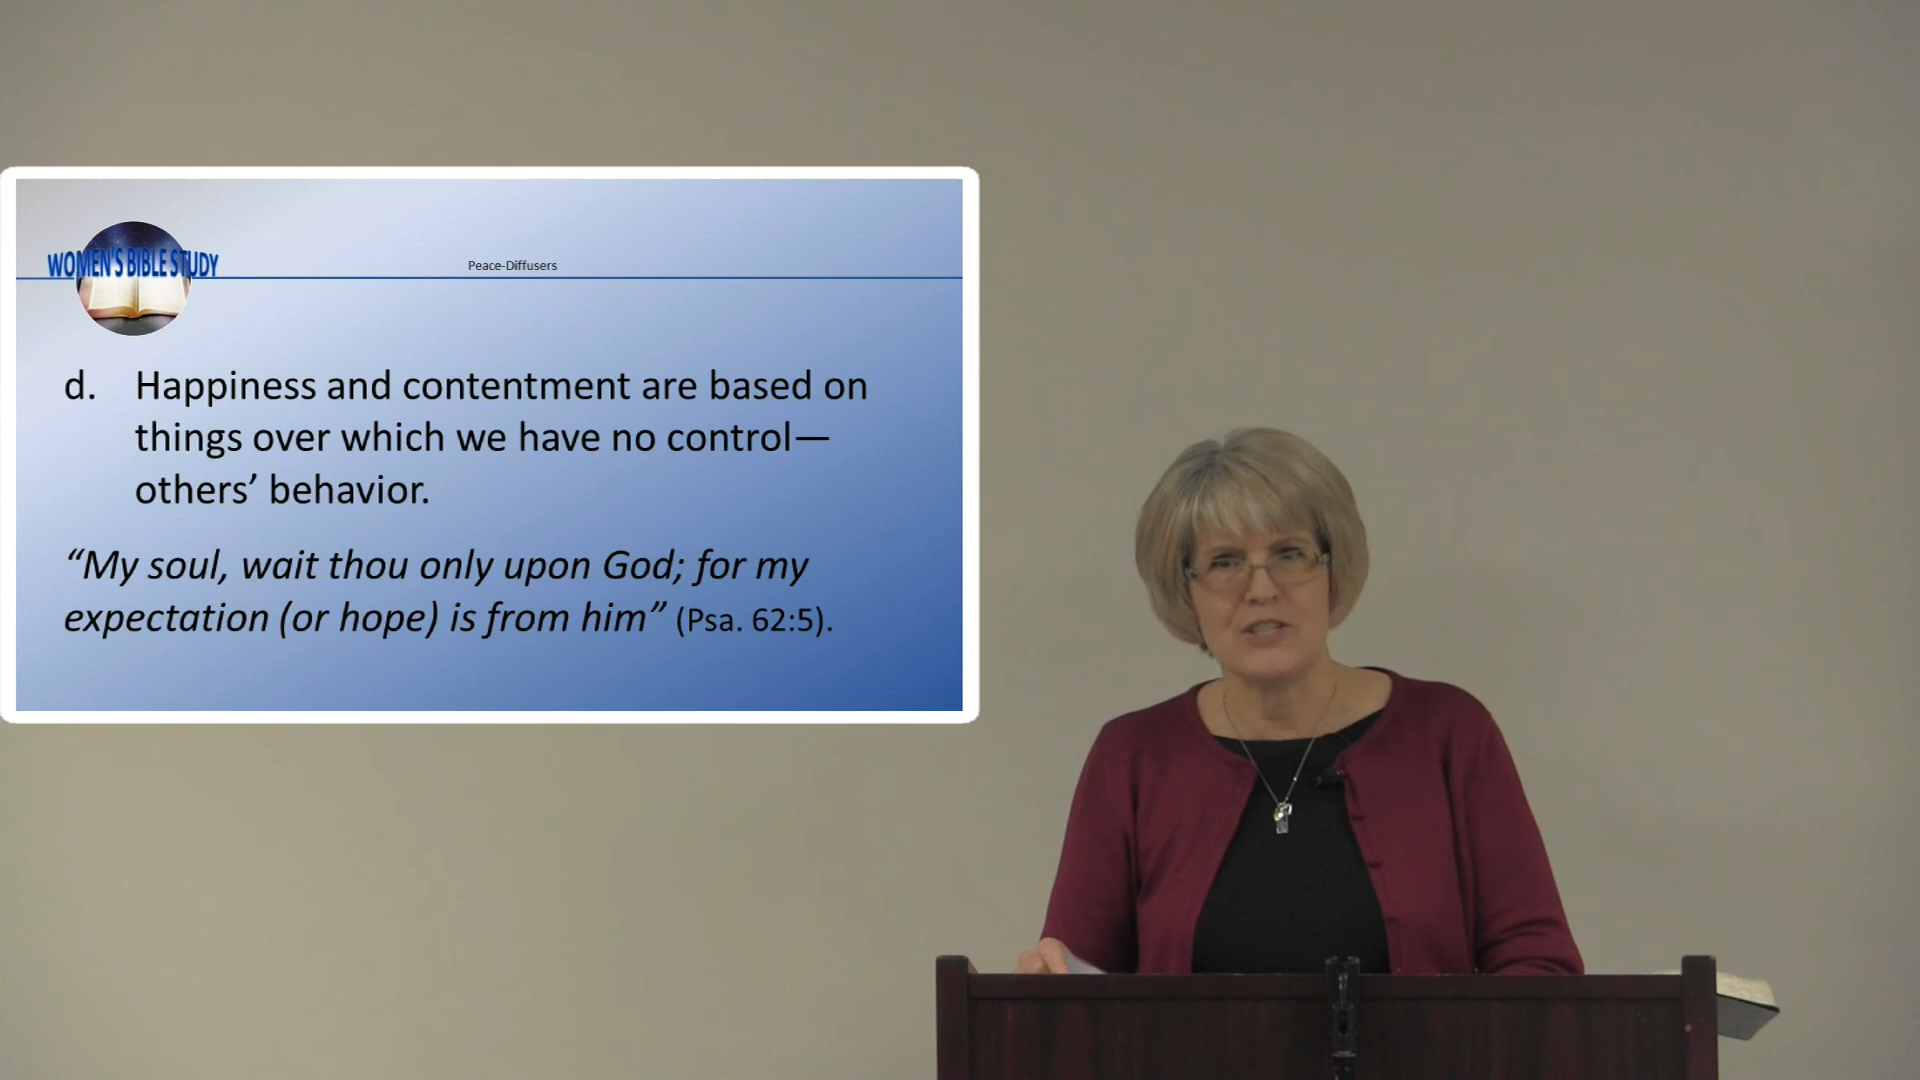 WOMEN'S BIBLE STUDY
Peace-Diffusers
d. Happiness and contentment are based on
things over which we have no control—
others’ behavior.
“My soul, wait thou only upon God; for my
expectation (or hope) is from him” (Psa. 62:5).